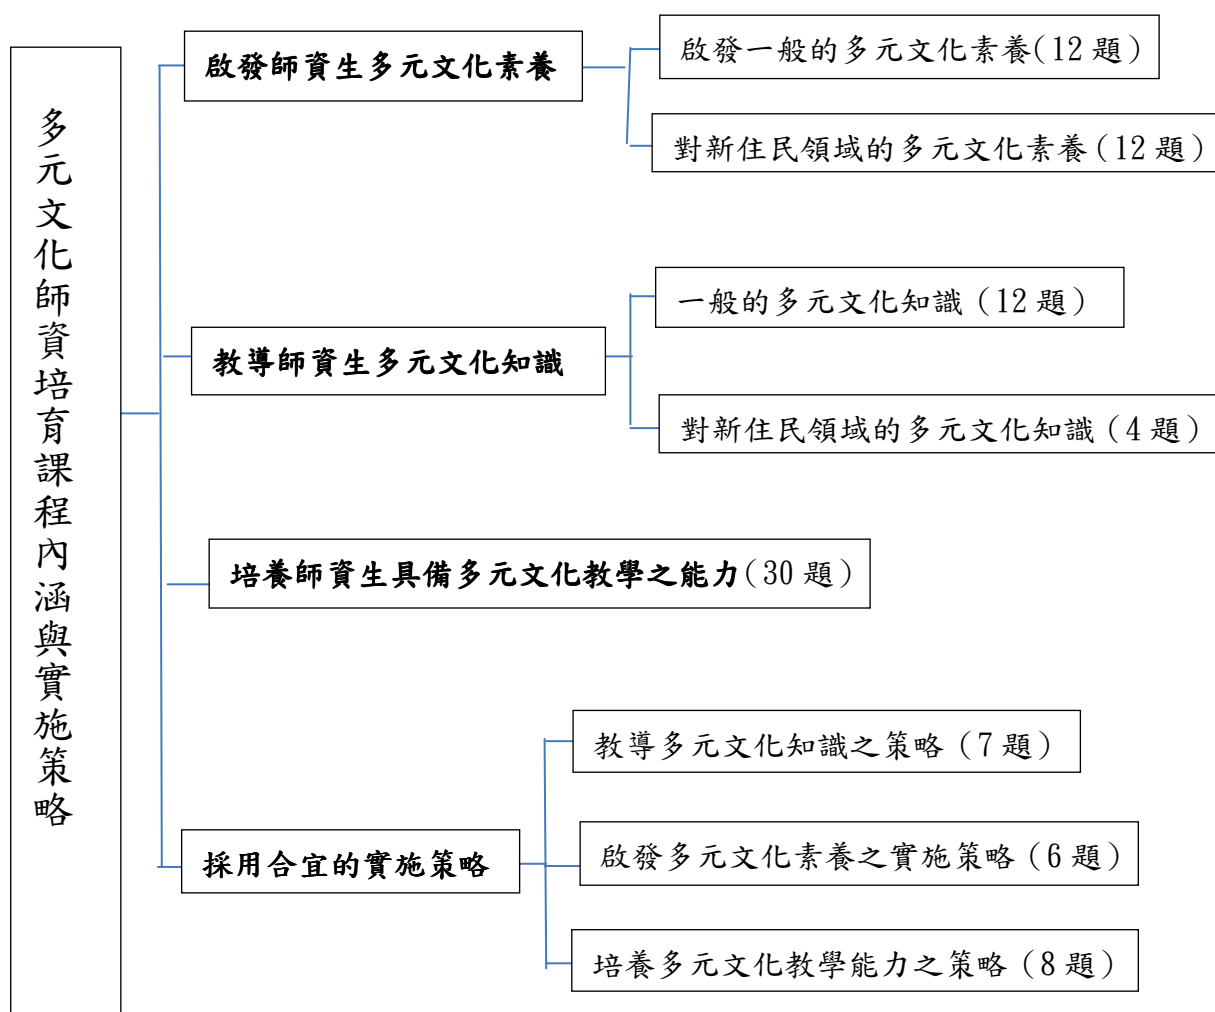 多元文化師資培育課程內涵與實施策略
啟發師資生多元文化素養
啟發一般的多元文化素養(12 題)
對新住民領域的多元文化素養(12 題)
教導師資生多元文化知識
一般的多元文化知識(12 題)
對新住民領域的多元文化知識(4 題)
培養師資生具備多元文化教學之能力(30 題)
採用合宜的實施策略
教導多元文化知識之策略(7 題)
啟發多元文化素養之實施策略(6 題)
培養多元文化教學能力之策略(8 題)